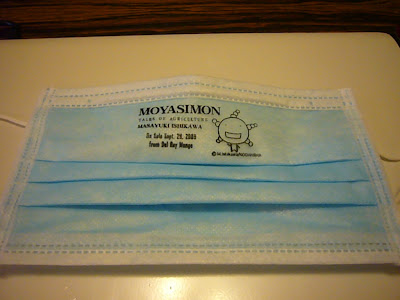 MOYASIMON
TALES OF AGRICULTURE
MASAYUKI ISHIKAWA
On Sale Sept. 29, 2009
from Del Rey Manga